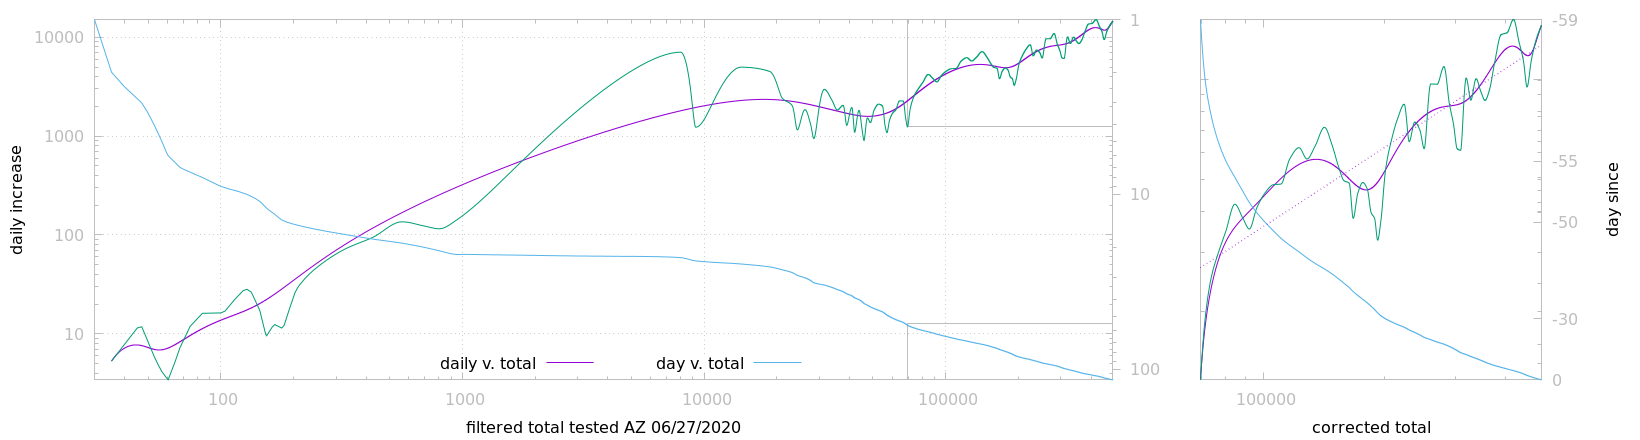 10000
1000
100
10
daily increase
100
1000
10000
100000
1
10
100
daily v. total
day v. total
filtered total tested AZ 06/27/2020
-59
-55
-50
-30
0
day since
100000
corrected total